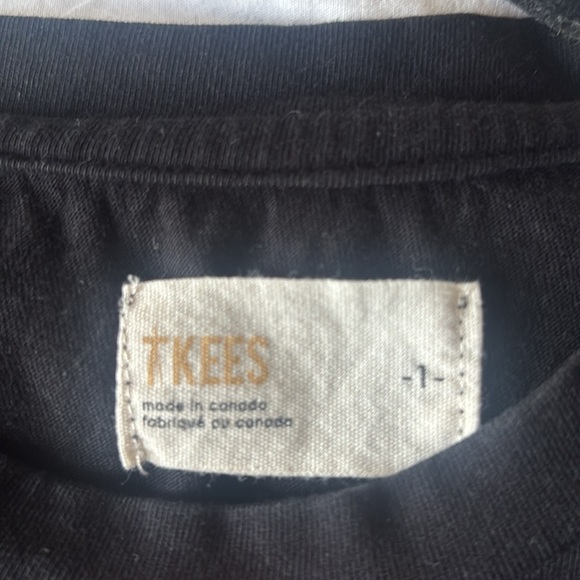 TKEES
made in canada
fabriqué au canada
-1-